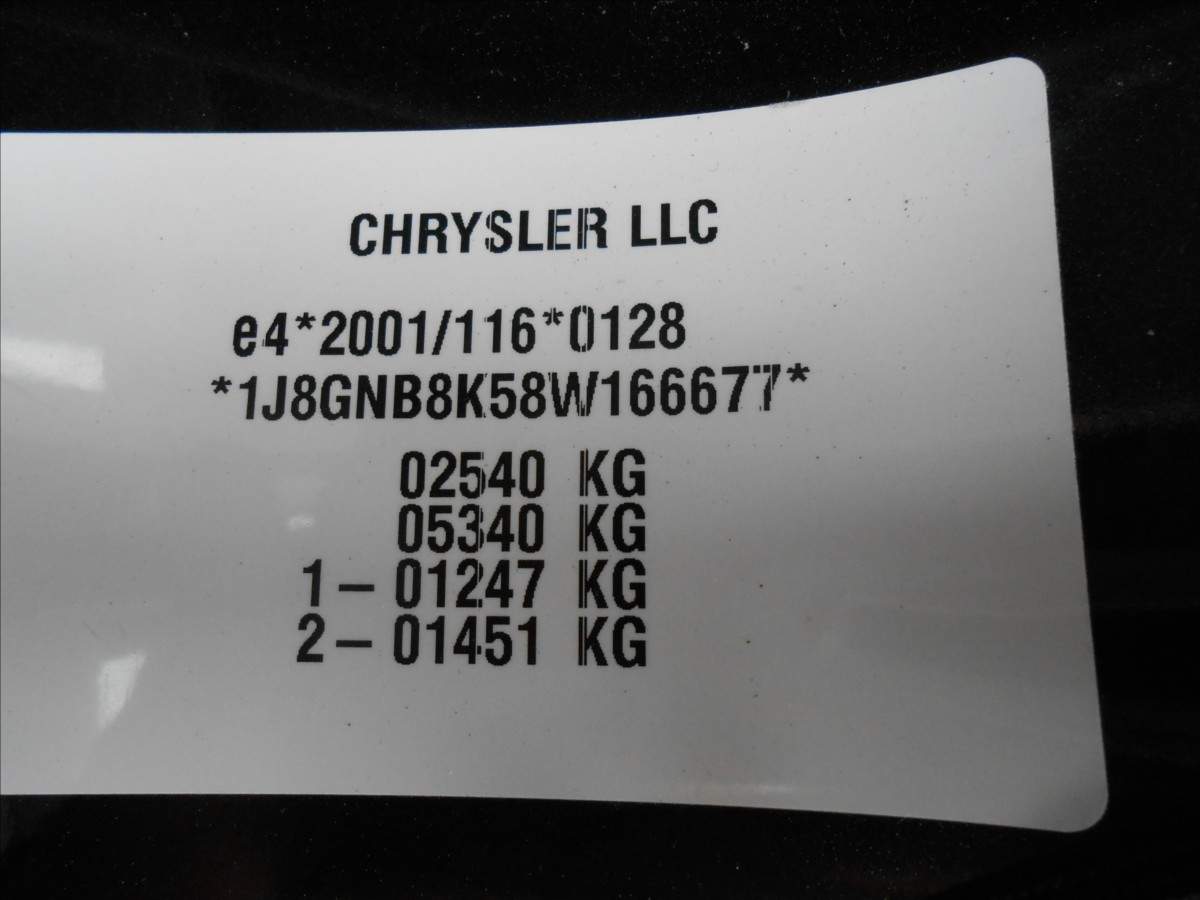 CHRYSLER LLC
e4*2001/116*0128
*1J8GNB8K58W166677*
02540 KG
05340 KG
1– 01247 KG
2– 01451 KG